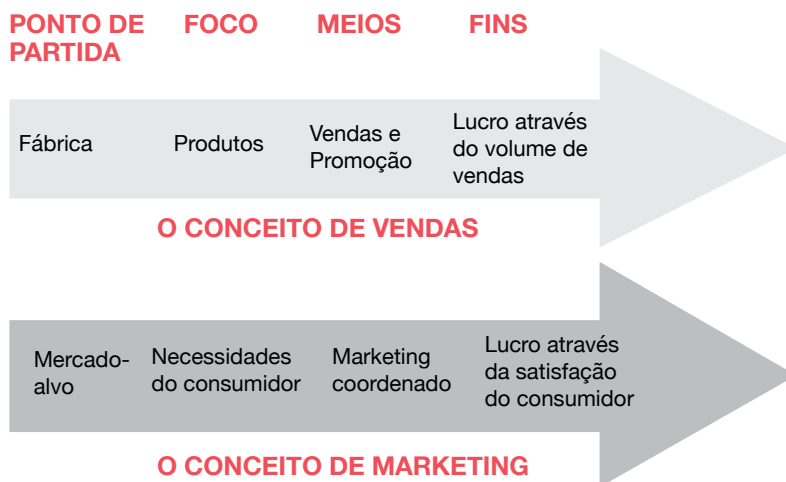 PONTO DE
PARTIDA
FOCO
MEIOS
FINS
Fábrica
Produtos
Vendas e
Promoção
Lucro através
do volume de
vendas
O CONCEITO DE VENDAS
Mercado-
alvo
Necessidades
do consumidor
Marketing
coordenado
Lucro através
da satisfação
do consumidor
O CONCEITO DE MARKETING